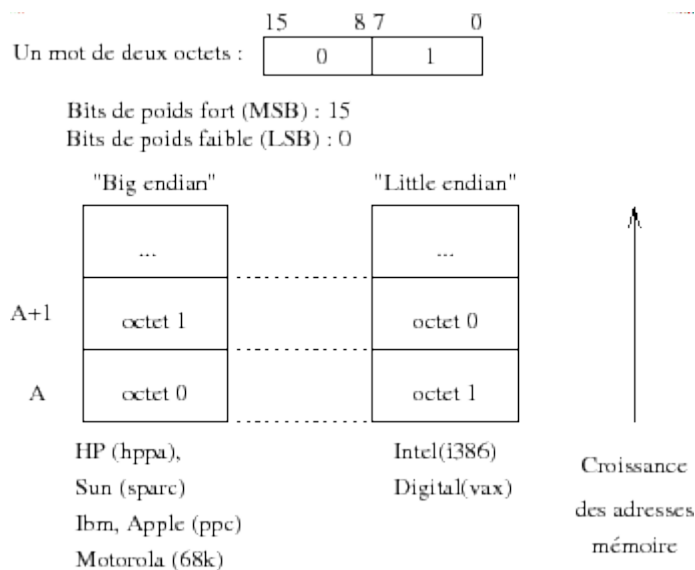 15 8 7 0
Un mot de deux octets : 0 1
Bits de poids fort (MSB) : 15
Bits de poids faible (LSB) : 0
"Big endian" "Little endian"
... ...
A+1 octet 1 octet 0
A octet 0 octet 1
HP (hppa), Intel(i386)
Sun (sparc) Digital(vax)
Ibm, Apple (ppc)
Motorola (68k)
Croissance
des adresses
mémoire